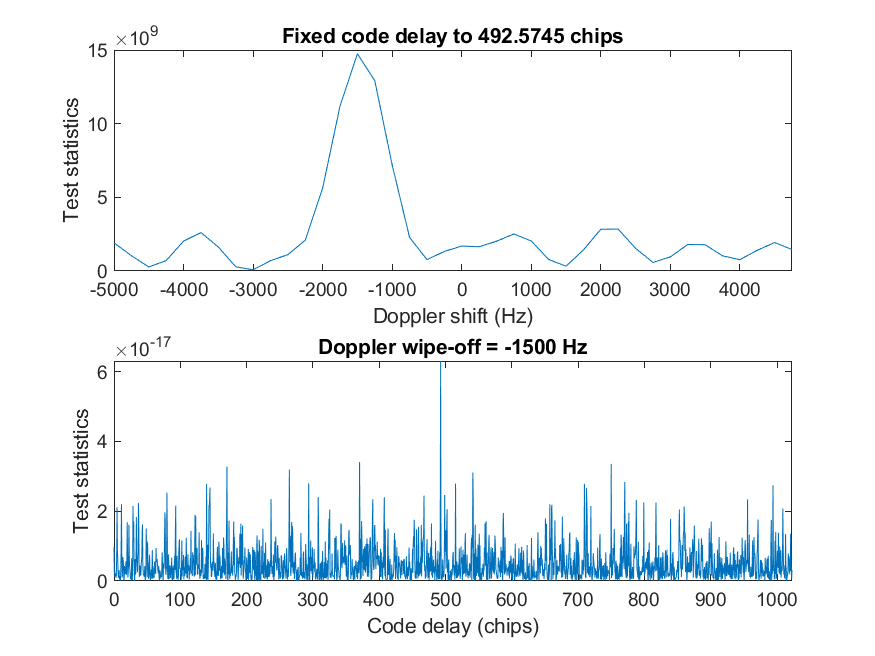 ×10⁹
Fixed code delay to 492.5745 chips
15
10
5
0
Test statistics
-5000 -4000 -3000 -2000 -1000 0 1000 2000 3000 4000
Doppler shift (Hz)
×10⁻¹⁷
Doppler wipe-off = -1500 Hz
6
4
2
0
Test statistics
0 100 200 300 400 500 600 700 800 900 1000
Code delay (chips)